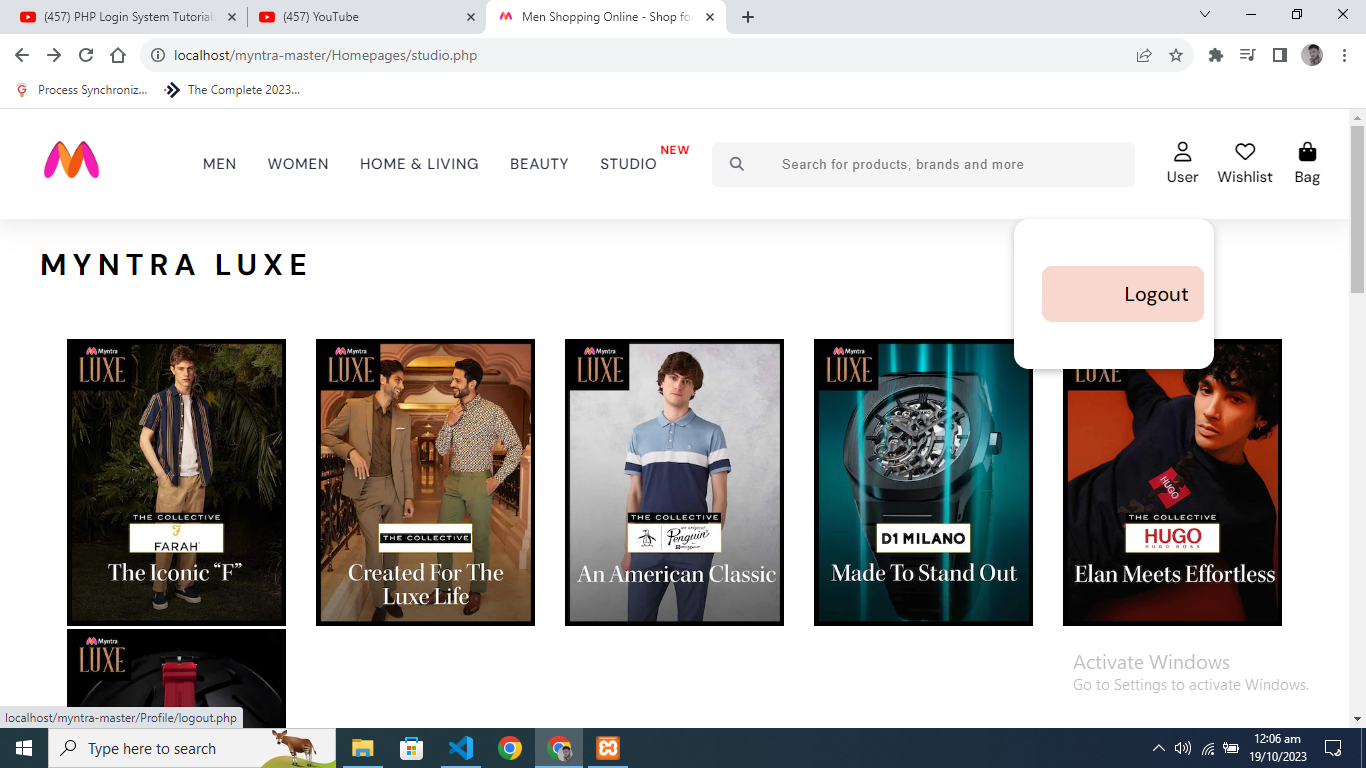 (457) PHP Login System Tutorial
(457) YouTube
Men Shopping Online - Shop for
localhost/myntra-master/Homepages/studio.php
Process Synchroniz...
The Complete 2023...
MEN
WOMEN
HOME & LIVING
BEAUTY
STUDIO
NEW
Search for products, brands and more
User
Wishlist
Bag
MYNTRA LUXE
Logout
Myntra
LUXE
THE COLLECTIVE
F
FARAH
The Iconic “F”
Myntra
LUXE
THE COLLECTIVE
Created For The
Luxe Life
Myntra
LUXE
THE COLLECTIVE
an original
Penguin
An American Classic
Myntra
LUXE
D1 MILANO
Made To Stand Out
LUXE
HUGO
THE COLLECTIVE
HUGO
HUGO BOSS
Elan Meets Effortless
Myntra
LUXE
Activate Windows
Go to Settings to activate Windows.
localhost/myntra-master/Profile/logout.php
Type here to search
12:06 am
19/10/2023